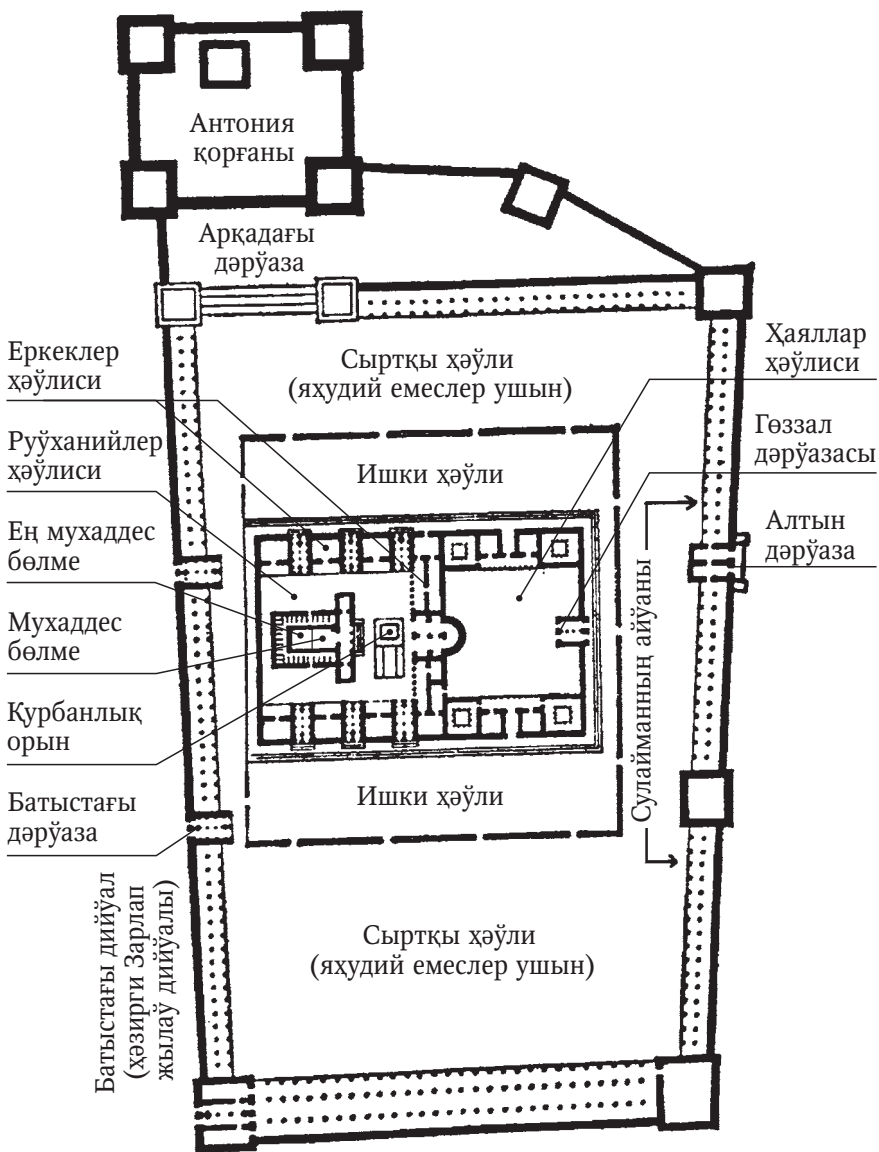 Антония
қорғаны
Арқадағы
дәрўаза
Еркеклер
ҳәўлиси
Сыртқы ҳәўли
(яҳудий емеслер ушын)
Ҳаяллар
ҳәўлиси
Руўханийлер
ҳәўлиси
Ишки ҳәўли
Гөззал
дәрўазасы
Ең мухаддес
бөлме
Алтын
дәрўаза
Мухаддес
бөлме
Қурбанлық
орын
Сулайманның айўаны
Батыстағы
дәрўаза
Ишки ҳәўли
Батыстағы дийўал
(ҳәзирги Зарлап
жылаў дийўалы)
Сыртқы ҳәўли
(яҳудий емеслер ушын)